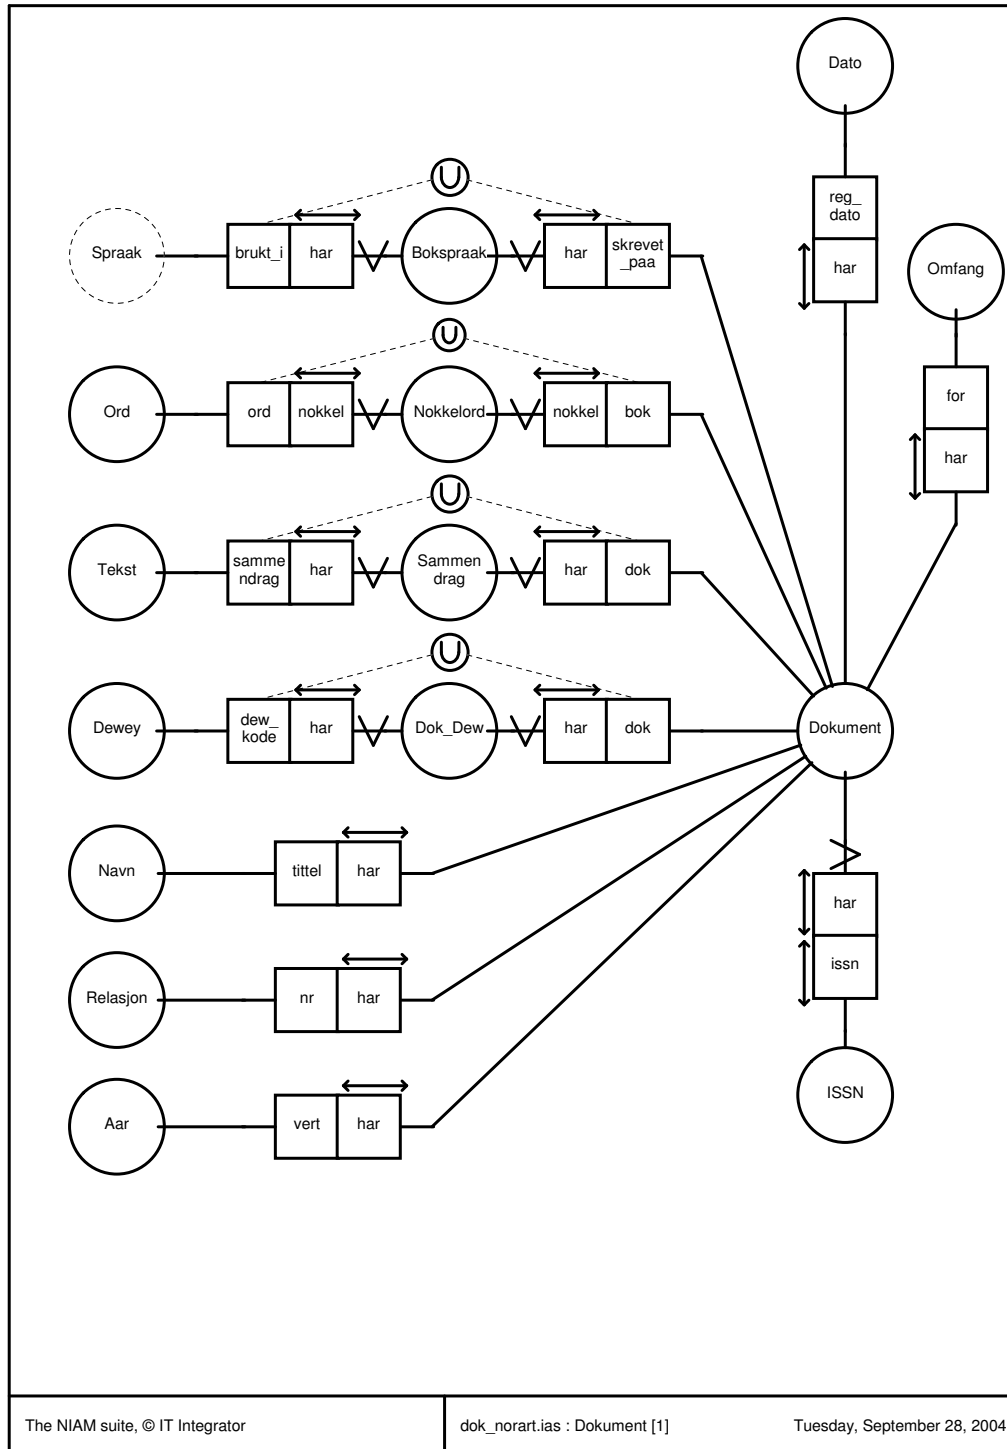 Dato
reg_
dato
har
Spraak
brukt_i
har
Bokspraak
har
skrevet
_paa
Omfang
for
har
Ord
ord
nokkel
Nokkelord
nokkel
bok
Tekst
samme
ndrag
har
Sammen
drag
har
dok
Dewey
dew_
kode
har
Dok_Dew
har
dok
Dokument
Navn
tittel
har
har
issn
Relasjon
nr
har
ISSN
Aar
vert
har
U
U
U
U
The NIAM suite, © IT Integrator
dok_norart.ias : Dokument [1]
Tuesday, September 28, 2004